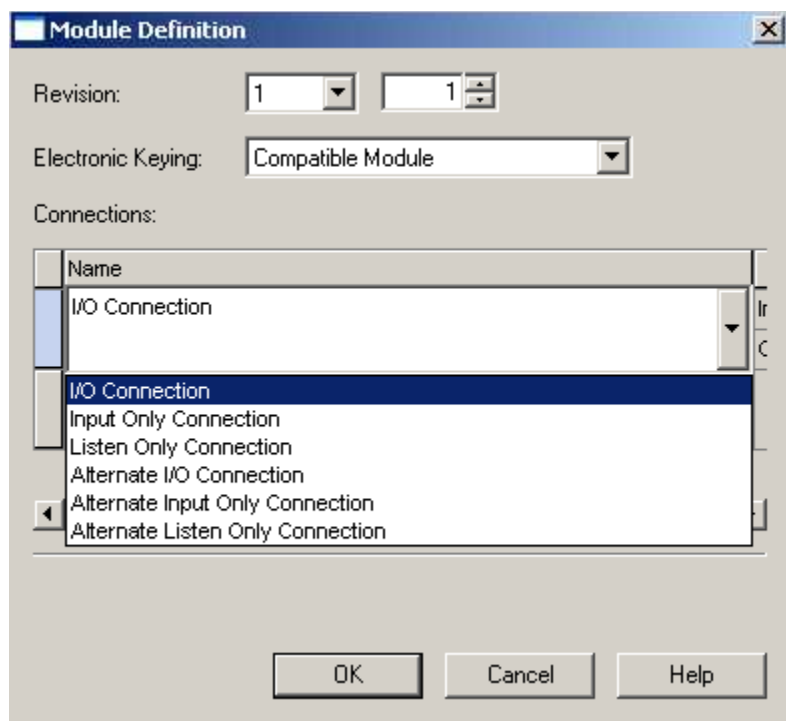 Module Definition
Revision: 1 1
Electronic Keying: Compatible Module
Connections:
Name
I/O Connection
I/O Connection
Input Only Connection
Listen Only Connection
Alternate I/O Connection
Alternate Input Only Connection
Alternate Listen Only Connection
OK Cancel Help